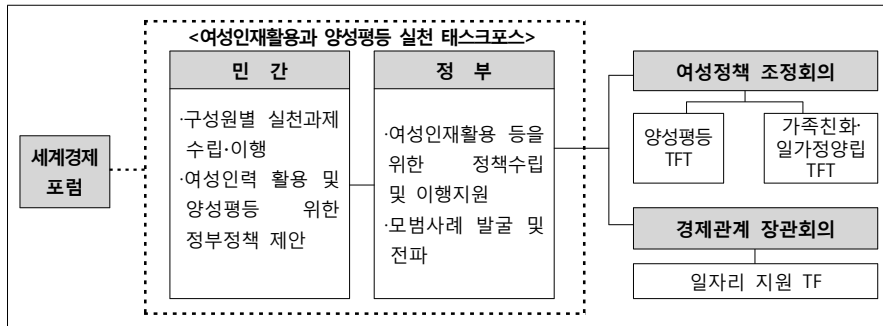 <여성인재활용과 양성평등 실천 태스크포스>
세계경제
포럼
민 간
·구성원별 실천과제
수립·이행
·여성인력 활용 및
양성평등 위한
정부정책 제안
정 부
·여성인재활용 등을
위한 정책수립
및 이행지원
·모범사례 발굴 및
전파
여성정책 조정회의
양성평등
TFT
가족친화·
일가정양립
TFT
경제관계 장관회의
일자리 지원 TF